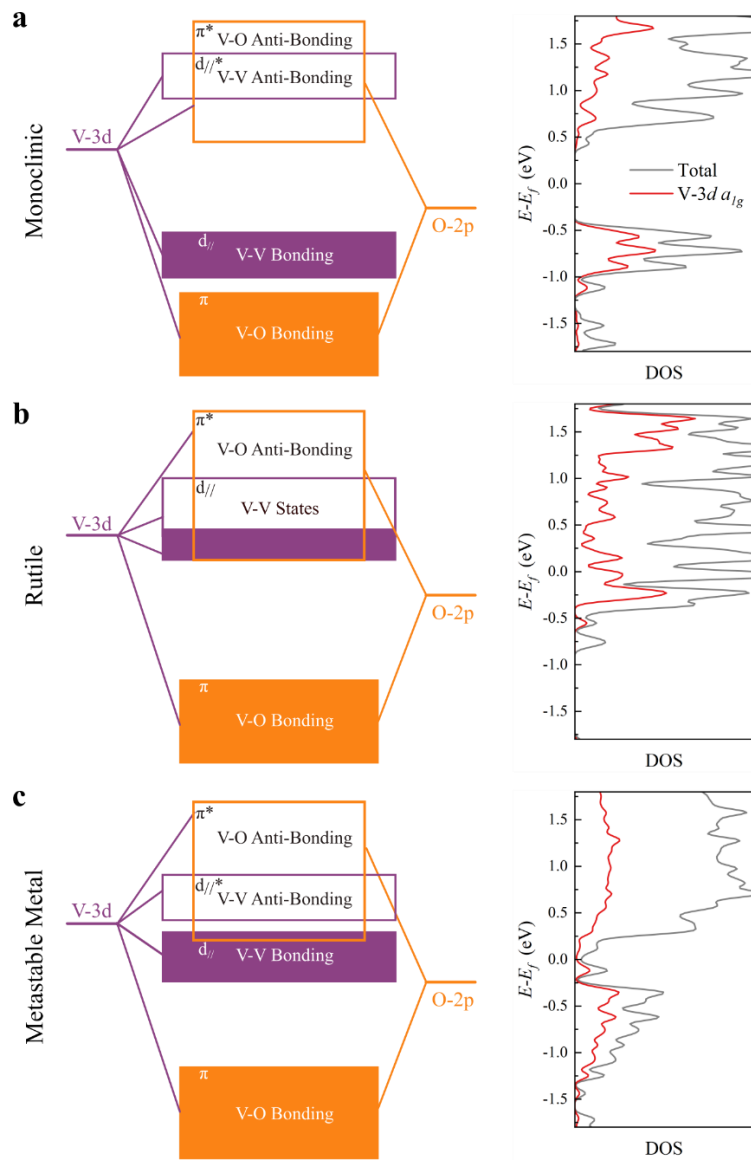 a
Monoclinic
π* V-O Anti-Bonding
d//* V-V Anti-Bonding
V-3d
O-2p
d//
V-V Bonding
π
V-O Bonding
E-Ef (eV)
1.5
1.0
0.5
0.0
-0.5
-1.0
-1.5
Total
V-3d a1g
DOS
b
Rutile
π*
V-O Anti-Bonding
d//
V-V States
V-3d
O-2p
π
V-O Bonding
E-Ef (eV)
1.5
1.0
0.5
0.0
-0.5
-1.0
-1.5
DOS
c
Metastable Metal
π*
V-O Anti-Bonding
d//* V-V Anti-Bonding
V-3d
d// V-V Bonding
O-2p
π
V-O Bonding
E-Ef (eV)
1.5
1.0
0.5
0.0
-0.5
-1.0
-1.5
DOS